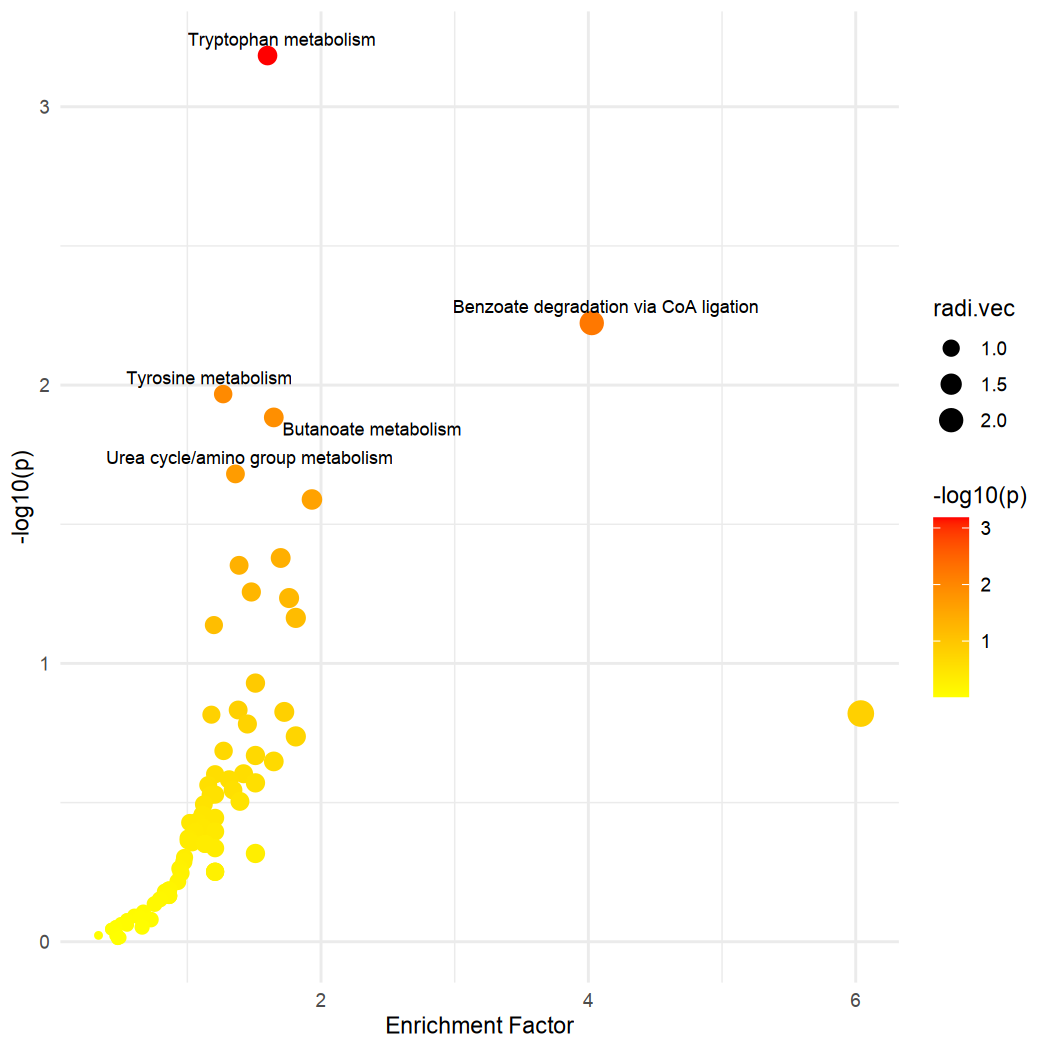 Tryptophan metabolism
3
Benzoate degradation via CoA ligation
radi.vec
1.0
1.5
2.0
Tyrosine metabolism
2
Butanoate metabolism
Urea cycle/amino group metabolism
-log10(p)
-log10(p)
3
2
1
1
0
2
4
6
Enrichment Factor